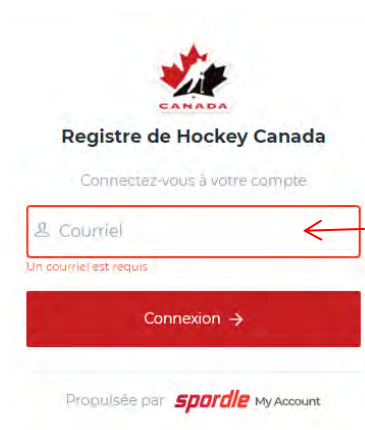 CANADA
Registre de Hockey Canada
Connectez-vous à votre compte
Courriel
Un courriel est requis
Connexion →
Propulsée par spordle My Account